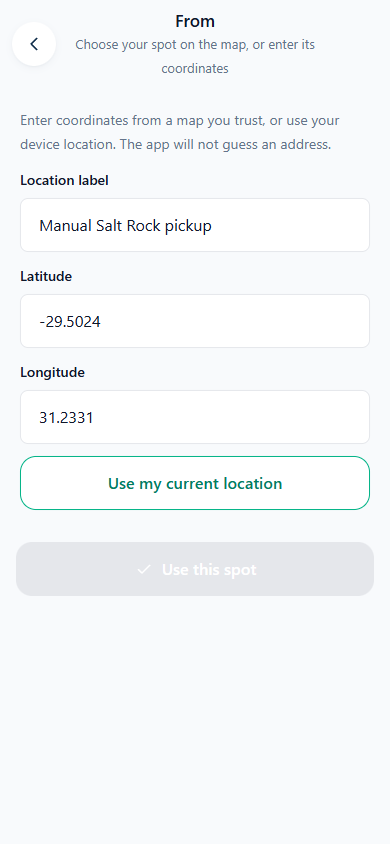 From
Choose your spot on the map, or enter its
coordinates
Enter coordinates from a map you trust, or use your
device location. The app will not guess an address.
Location label
Manual Salt Rock pickup
Latitude
-29.5024
Longitude
31.2331
Use my current location
Use this spot